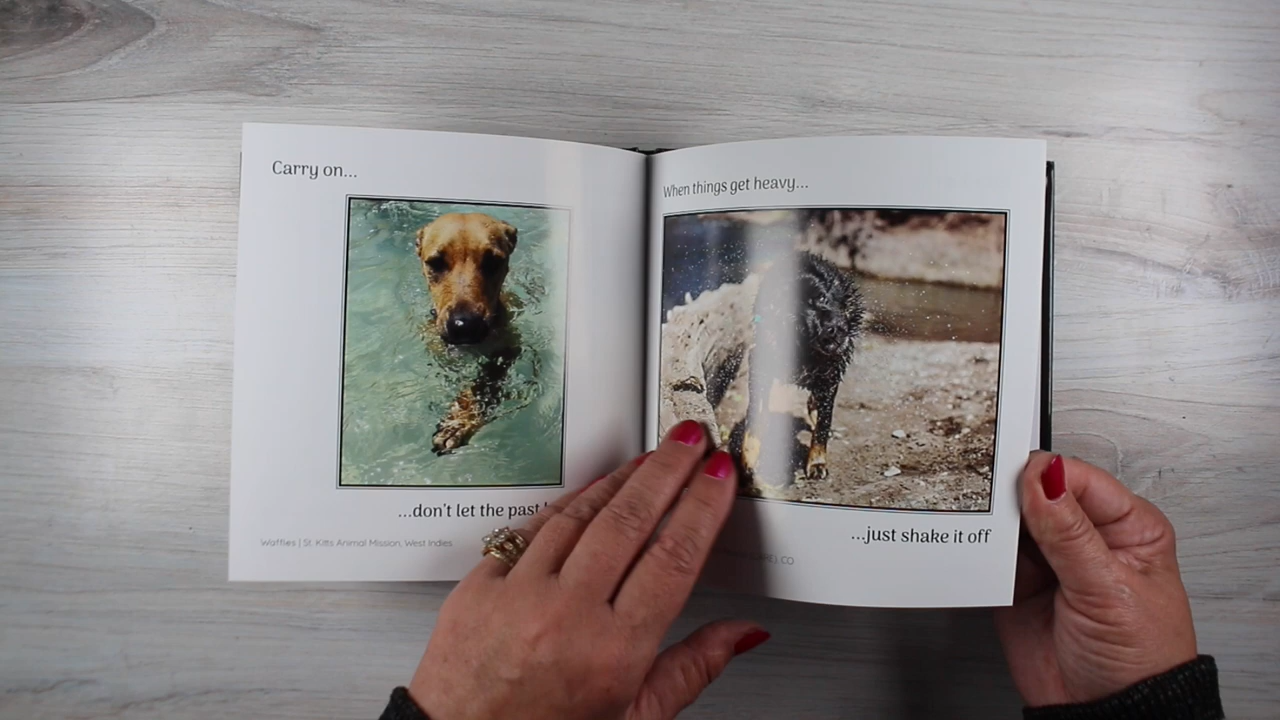 Carry on...
...don't let the past
Waffles | St. Kitts Animal Mission, West Indies
When things get heavy...
...just shake it off
CO